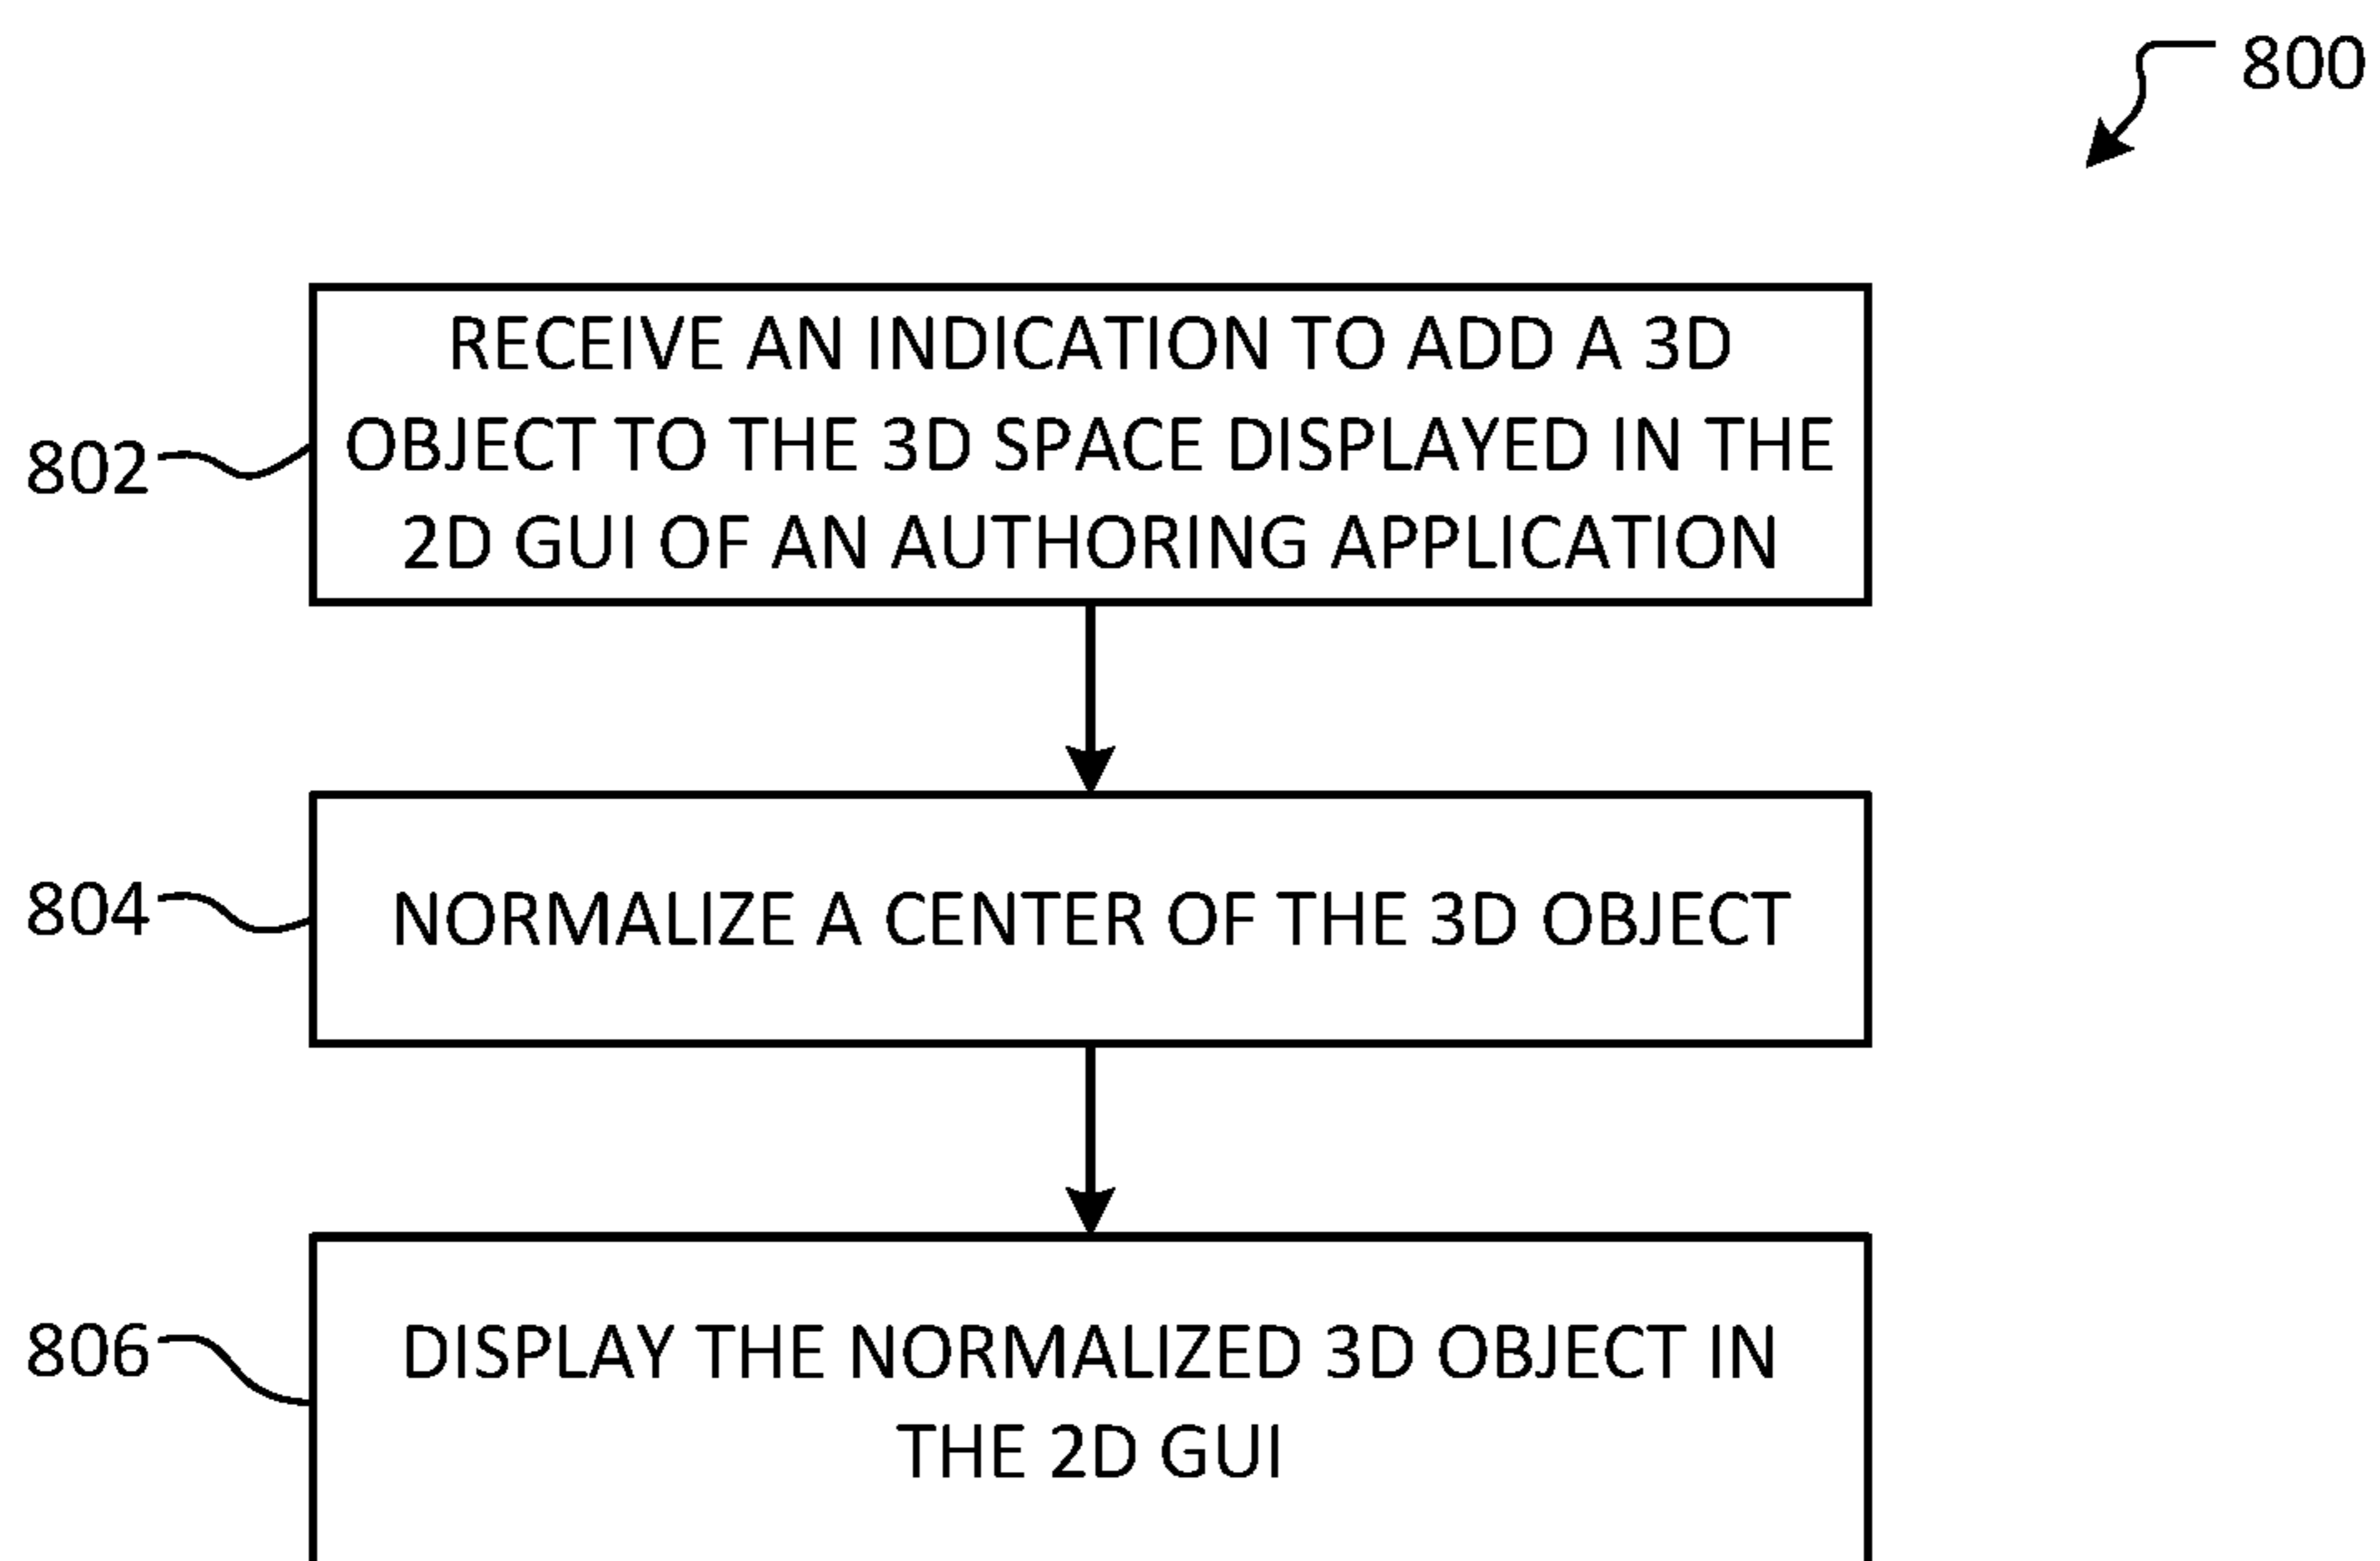 800
RECEIVE AN INDICATION TO ADD A 3D
OBJECT TO THE 3D SPACE DISPLAYED IN THE
2D GUI OF AN AUTHORING APPLICATION
802
NORMALIZE A CENTER OF THE 3D OBJECT
804
DISPLAY THE NORMALIZED 3D OBJECT IN
THE 2D GUI
806